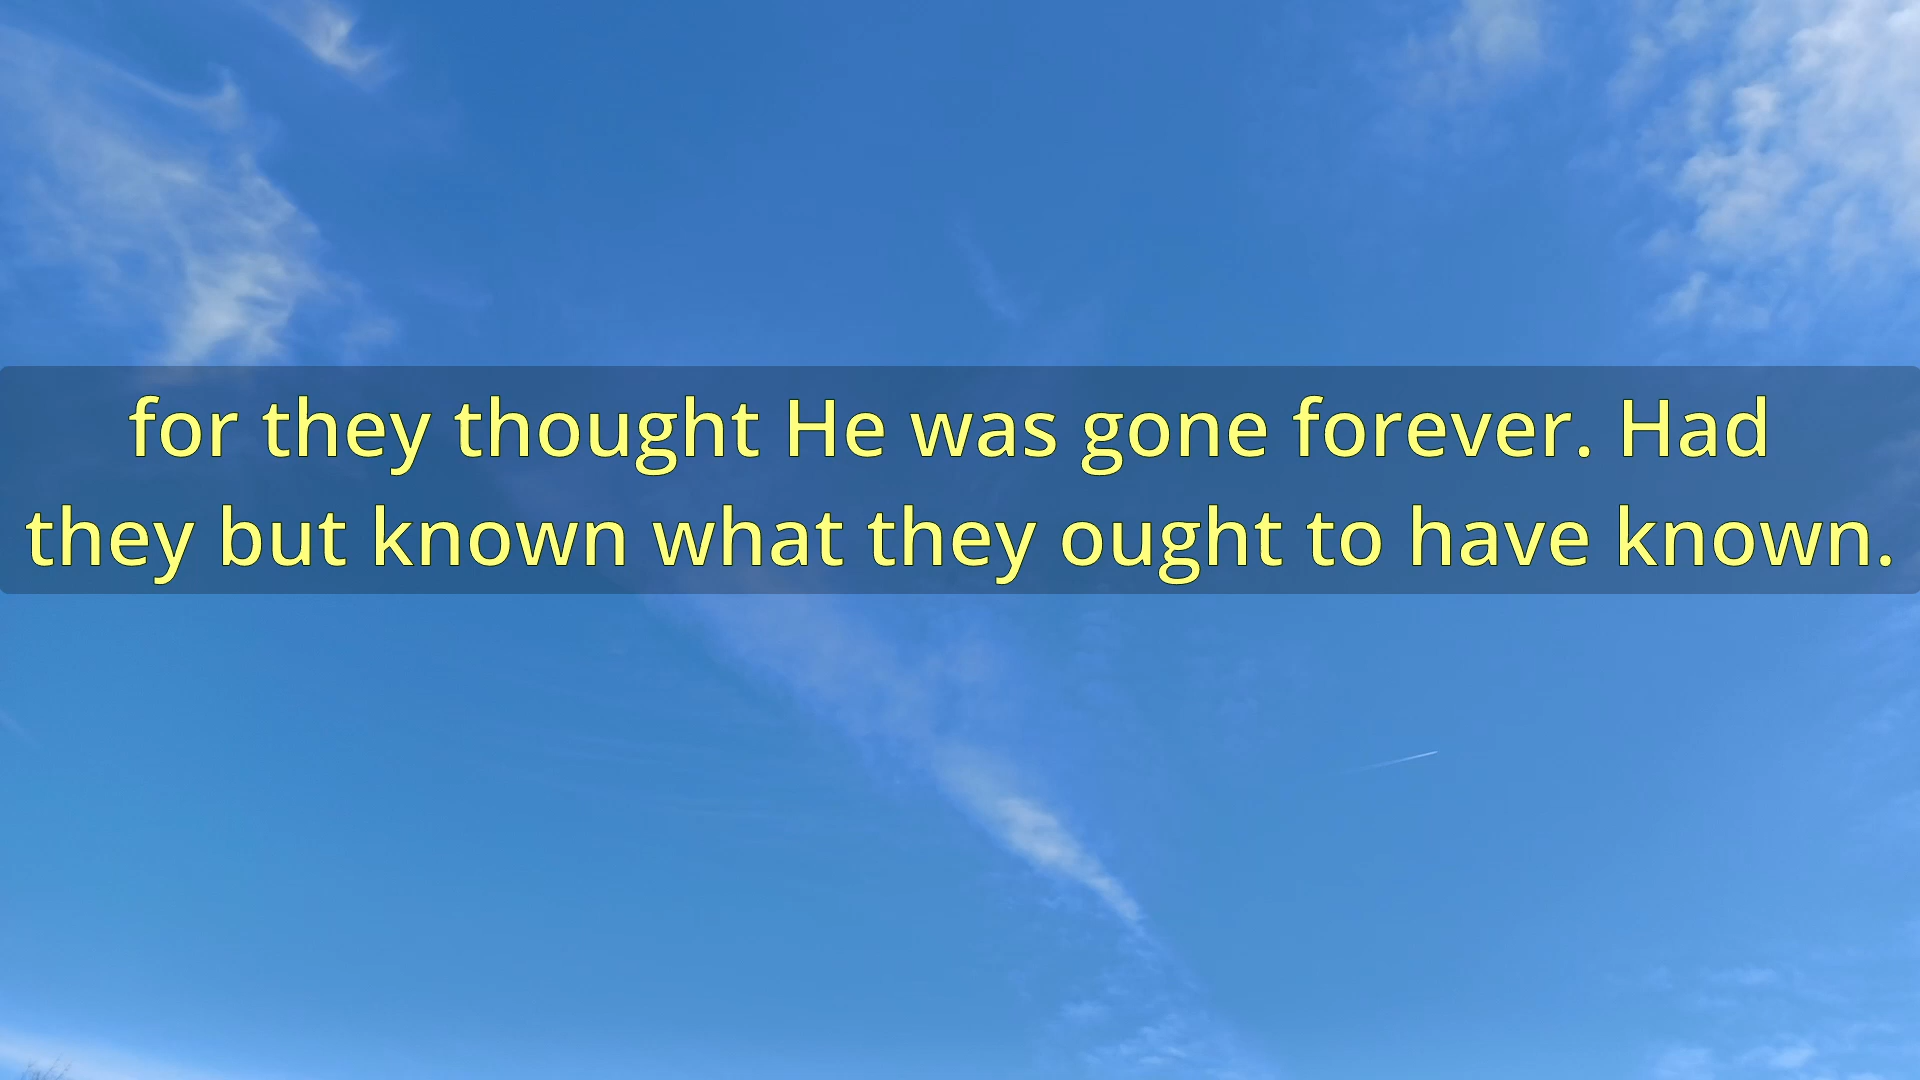 for they thought He was gone forever. Had
they but known what they ought to have known.